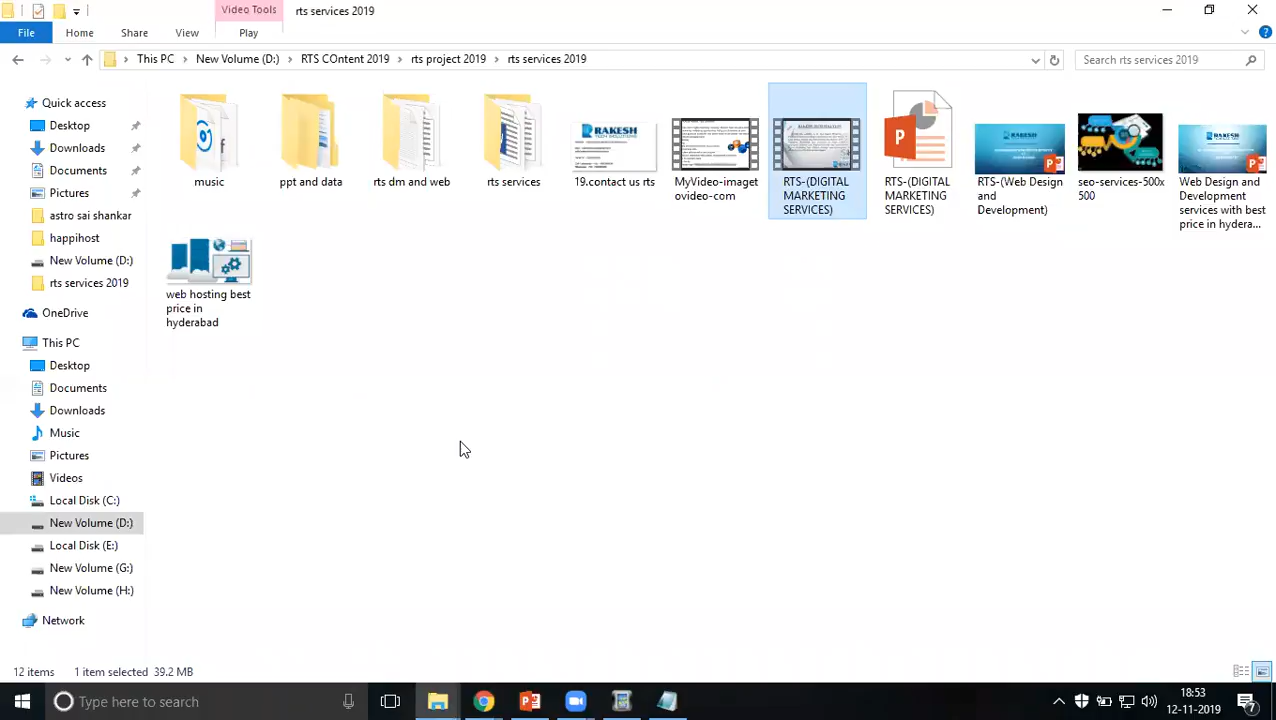 Video Tools
rts services 2019
File
Home
Share
View
Play
This PC
New Volume (D:)
RTS COntent 2019
rts project 2019
rts services 2019
Search rts services 2019
Quick access
Desktop
Downloads
Documents
Pictures
astro sai shankar
happihost
New Volume (D:)
rts services 2019
OneDrive
This PC
Desktop
Documents
Downloads
Music
Pictures
Videos
Local Disk (C:)
New Volume (D:)
Local Disk (E:)
New Volume (G:)
New Volume (H:)
Network
music
ppt and data
rts dm and web
rts services
RAKESH
19.contact us rts
MyVideo-imaget
ovideo-com
RTS-(DIGITAL
MARKETING
SERVICES)
P
RTS-(DIGITAL
MARKETING
SERVICES)
RAKESH
RTS-(Web Design
and
Development)
seo-services-500x
500
RAKESH
Web Design and
Development
services with best
price in hydera...
web hosting best
price in
hyderabad
12 items
1 item selected 39.2 MB
Type here to search
18:53
12-11-2019
7